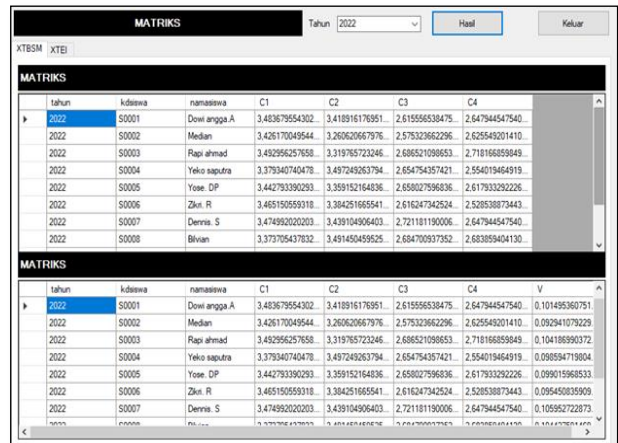 MATRIKS Tahun 2022 Hasil Keluar
XTBSM XTEI
MATRIKS
tahun kdsiswa namasiswa C1 C2 C3 C4
2022 S0001 Dowi angga.A 3,483679554302... 3,418916176951... 2,615556538475... 2,647944547540...
2022 S0002 Median 3,426170049544... 3,260620667976... 2,575323662296... 2,625549201410...
2022 S0003 Rapi ahmad 3,492956257658... 3,319765723246... 2,686521098653... 2,718166859849...
2022 S0004 Yeko saputra 3,379340740478... 3,497249263794... 2,654754357421... 2,554019464919...
2022 S0005 Yose. DP 3,442793390293... 3,359152164836... 2,658027596836... 2,617933292226...
2022 S0006 Zikri. R 3,465150559318... 3,384251665541... 2,616247342524... 2,528538873443...
2022 S0007 Dennis. S 3,474992020203... 3,439104906403... 2,721181190006... 2,647944547540...
2022 S0008 Bilvian 3,373705437832... 3,491450459525... 2,684700937352... 2,683859404130...
MATRIKS
tahun kdsiswa namasiswa C1 C2 C3 C4 V
2022 S0001 Dowi angga.A 3,483679554302... 3,418916176951... 2,615556538475... 2,647944547540... 0,101495360751.
2022 S0002 Median 3,426170049544... 3,260620667976... 2,575323662296... 2,625549201410... 0,092941079229.
2022 S0003 Rapi ahmad 3,492956257658... 3,319765723246... 2,686521098653... 2,718166859849... 0,104186990372.
2022 S0004 Yeko saputra 3,379340740478... 3,497249263794... 2,654754357421... 2,554019464919... 0,098594719804.
2022 S0005 Yose. DP 3,442793390293... 3,359152164836... 2,658027596836... 2,617933292226... 0,099015968533.
2022 S0006 Zikri. R 3,465150559318... 3,384251665541... 2,616247342524... 2,528538873443... 0,095450835909.
2022 S0007 Dennis. S 3,474992020203... 3,439104906403... 2,721181190006... 2,647944547540... 0,105952722873.